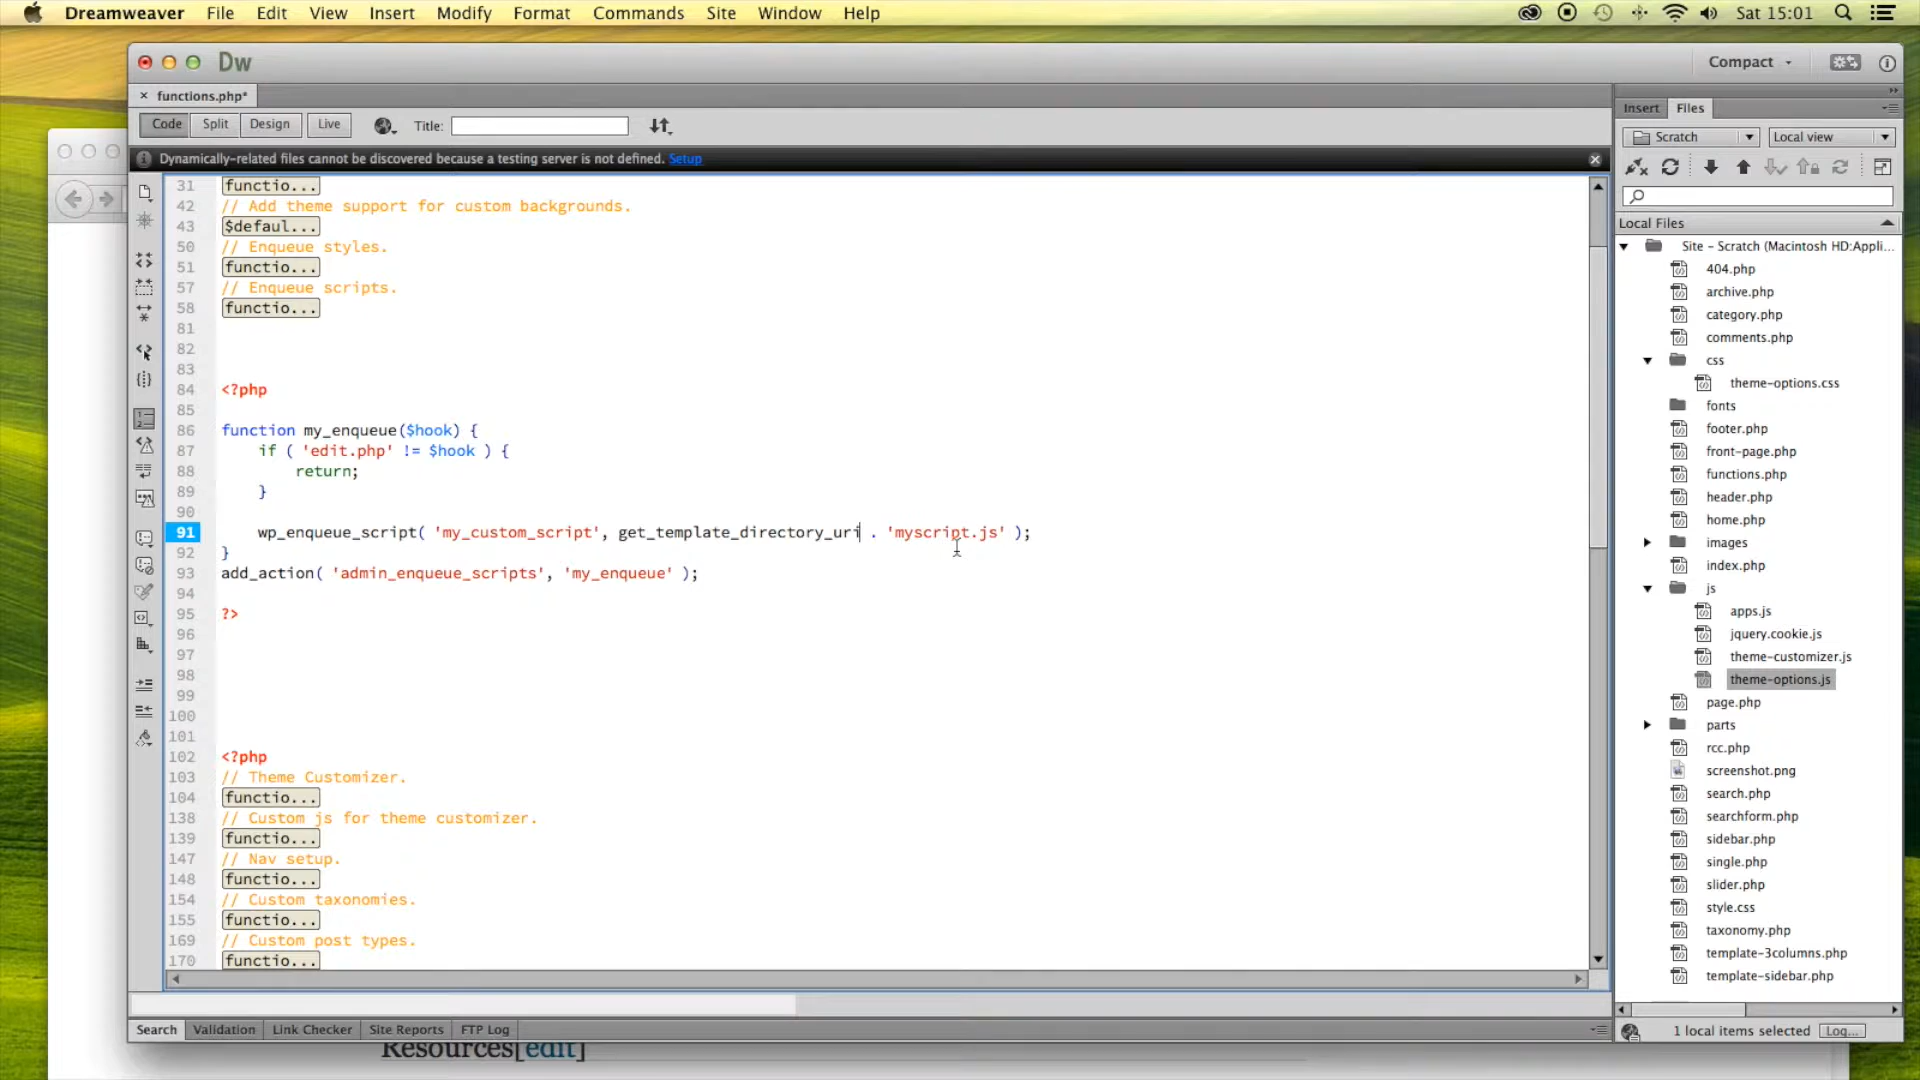 Dreamweaver File Edit View Insert Modify Format Commands Site Window Help Sat 15:01
Dw Compact
functions.php*
Insert Files
Code Split Design Live Title:
Scratch Local view
Dynamically-related files cannot be discovered because a testing server is not defined. Setup
31 functio...
42 // Add theme support for custom backgrounds.
43 $defaul...
50 // Enqueue styles.
51 functio...
57 // Enqueue scripts.
58 functio...
81
82
83
84 <?php
85
86 function my_enqueue($hook) {
87 if ( 'edit.php' != $hook ) {
88 return;
89 }
90
91 wp_enqueue_script( 'my_custom_script', get_template_directory_uri . 'myscript.js' );
92 }
93 add_action( 'admin_enqueue_scripts', 'my_enqueue' );
94
95 ?>
96
97
98
99
100
101
102 <?php
103 // Theme Customizer.
104 functio...
138 // Custom js for theme customizer.
139 functio...
147 // Nav setup.
148 functio...
154 // Custom taxonomies.
155 functio...
169 // Custom post types.
170 functio...
Local Files
Site - Scratch (Macintosh HD:Appli...
404.php
archive.php
category.php
comments.php
css
theme-options.css
fonts
footer.php
front-page.php
functions.php
header.php
home.php
images
index.php
js
apps.js
jquery.cookie.js
theme-customizer.js
theme-options.js
page.php
parts
rcc.php
screenshot.png
search.php
searchform.php
sidebar.php
single.php
slider.php
style.css
taxonomy.php
template-3columns.php
template-sidebar.php
Search Validation Link Checker Site Reports FTP Log
1 local items selected Log...
Resources[edit]